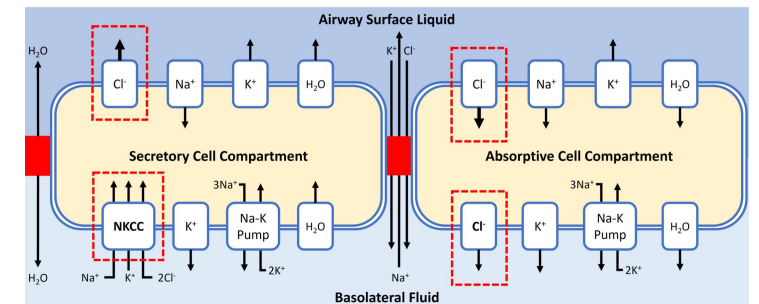 Airway Surface Liquid
H₂O
K⁺ Cl⁻
Cl⁻ Na⁺ K⁺ H₂O
Cl⁻ Na⁺ K⁺ H₂O
Secretory Cell Compartment
Absorptive Cell Compartment
3Na⁺
3Na⁺
NKCC K⁺ Na-K H₂O
Pump
Cl⁻ K⁺ Na-K H₂O
Pump
H₂O
Na⁺ K⁺ 2Cl⁻
2K⁺
Na⁺
2K⁺
Basolateral Fluid